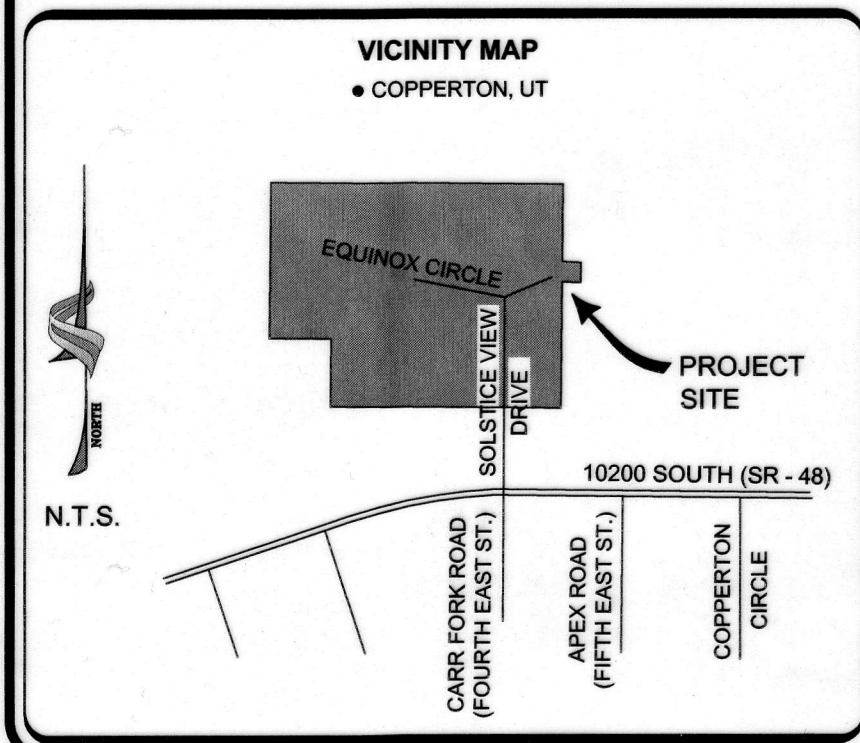 VICINITY MAP
• COPPERTON, UT
EQUINOX CIRCLE
SOLSTICE VIEW
DRIVE
PROJECT
SITE
NORTH
N.T.S.
10200 SOUTH (SR - 48)
CARR FORK ROAD
(FOURTH EAST ST.)
APEX ROAD
(FIFTH EAST ST.)
COPPERTON
CIRCLE